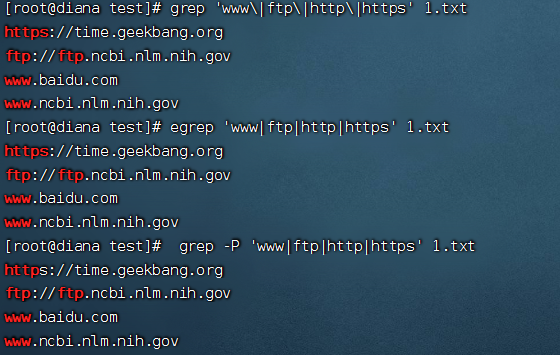 [root@diana test]# grep 'www\|ftp\|http\|https' 1.txt
https://time.geekbang.org
ftp://ftp.ncbi.nlm.nih.gov
www.baidu.com
www.ncbi.nlm.nih.gov
[root@diana test]# egrep 'www|ftp|http|https' 1.txt
https://time.geekbang.org
ftp://ftp.ncbi.nlm.nih.gov
www.baidu.com
www.ncbi.nlm.nih.gov
[root@diana test]#  grep -P 'www|ftp|http|https' 1.txt
https://time.geekbang.org
ftp://ftp.ncbi.nlm.nih.gov
www.baidu.com
www.ncbi.nlm.nih.gov